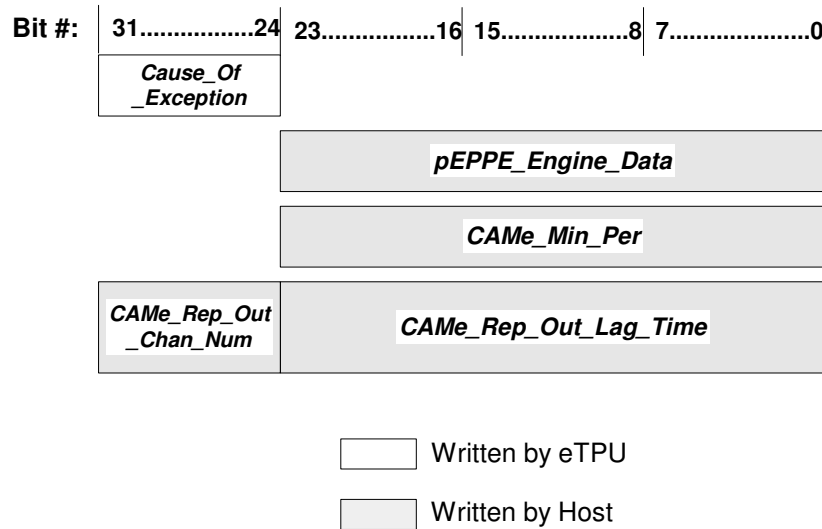 Bit #: 31.................24 23.................16 15...................8 7.....................0
Cause_Of
_Exception
pEPPE_Engine_Data
CAMe_Min_Per
CAMe_Rep_Out
_Chan_Num
CAMe_Rep_Out_Lag_Time
Written by eTPU
Written by Host